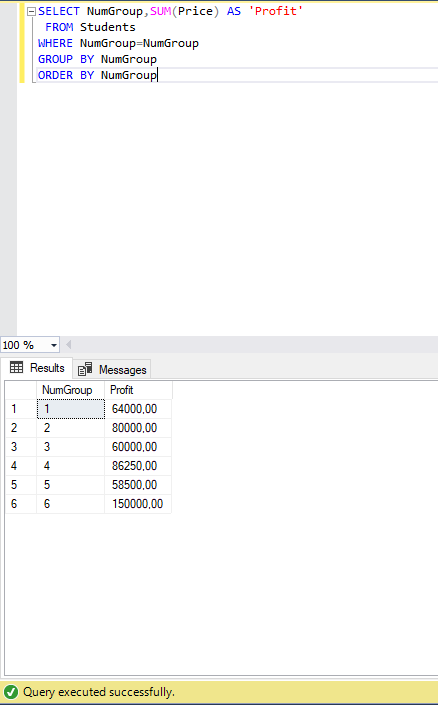 SELECT NumGroup,SUM(Price) AS 'Profit'
FROM Students
WHERE NumGroup=NumGroup
GROUP BY NumGroup
ORDER BY NumGroup
100 %
Results Messages
NumGroup Profit
1 1 64000,00
2 2 80000,00
3 3 60000,00
4 4 86250,00
5 5 58500,00
6 6 150000,00
Query executed successfully.